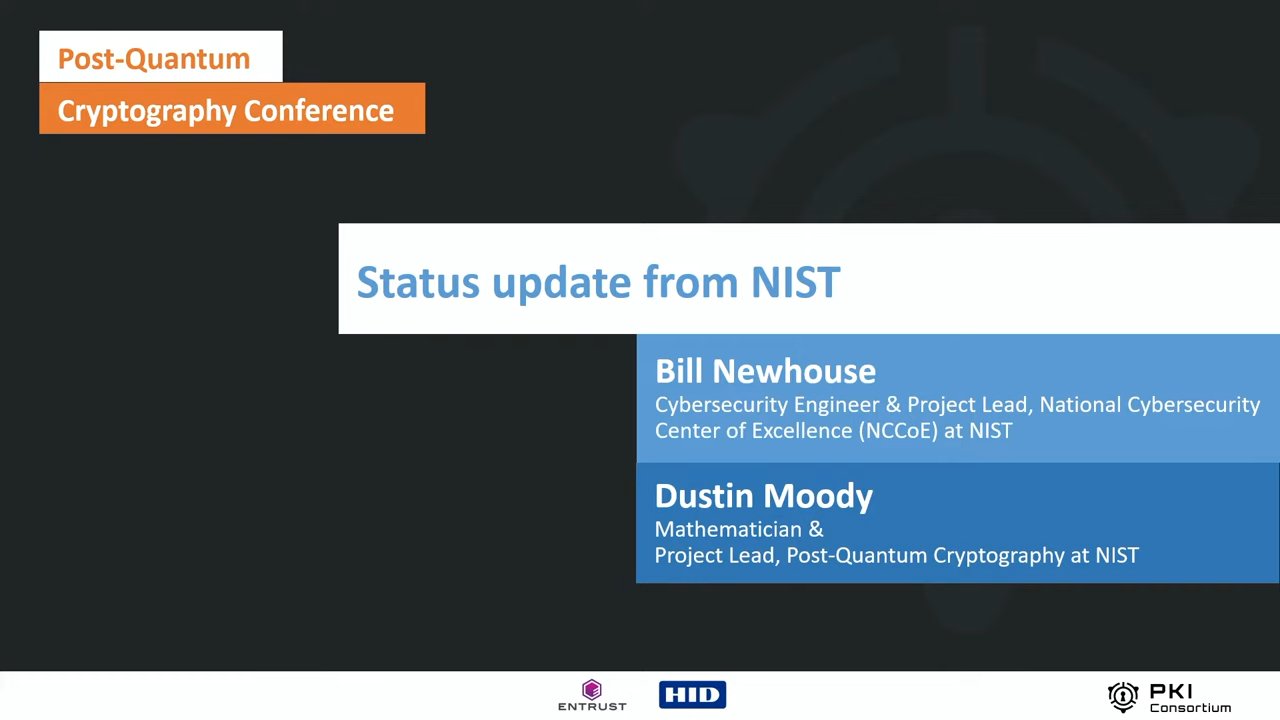 Post-Quantum
Cryptography Conference
Status update from NIST
Bill Newhouse
Cybersecurity Engineer & Project Lead, National Cybersecurity
Center of Excellence (NCCoE) at NIST
Dustin Moody
Mathematician &
Project Lead, Post-Quantum Cryptography at NIST
ENTRUST
HID
PKI
Consortium